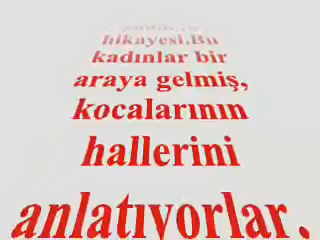 hikayesi.Bu
kadınlar bir
araya gelmiş,
kocalarının
hallerini
anlatıyorlar.